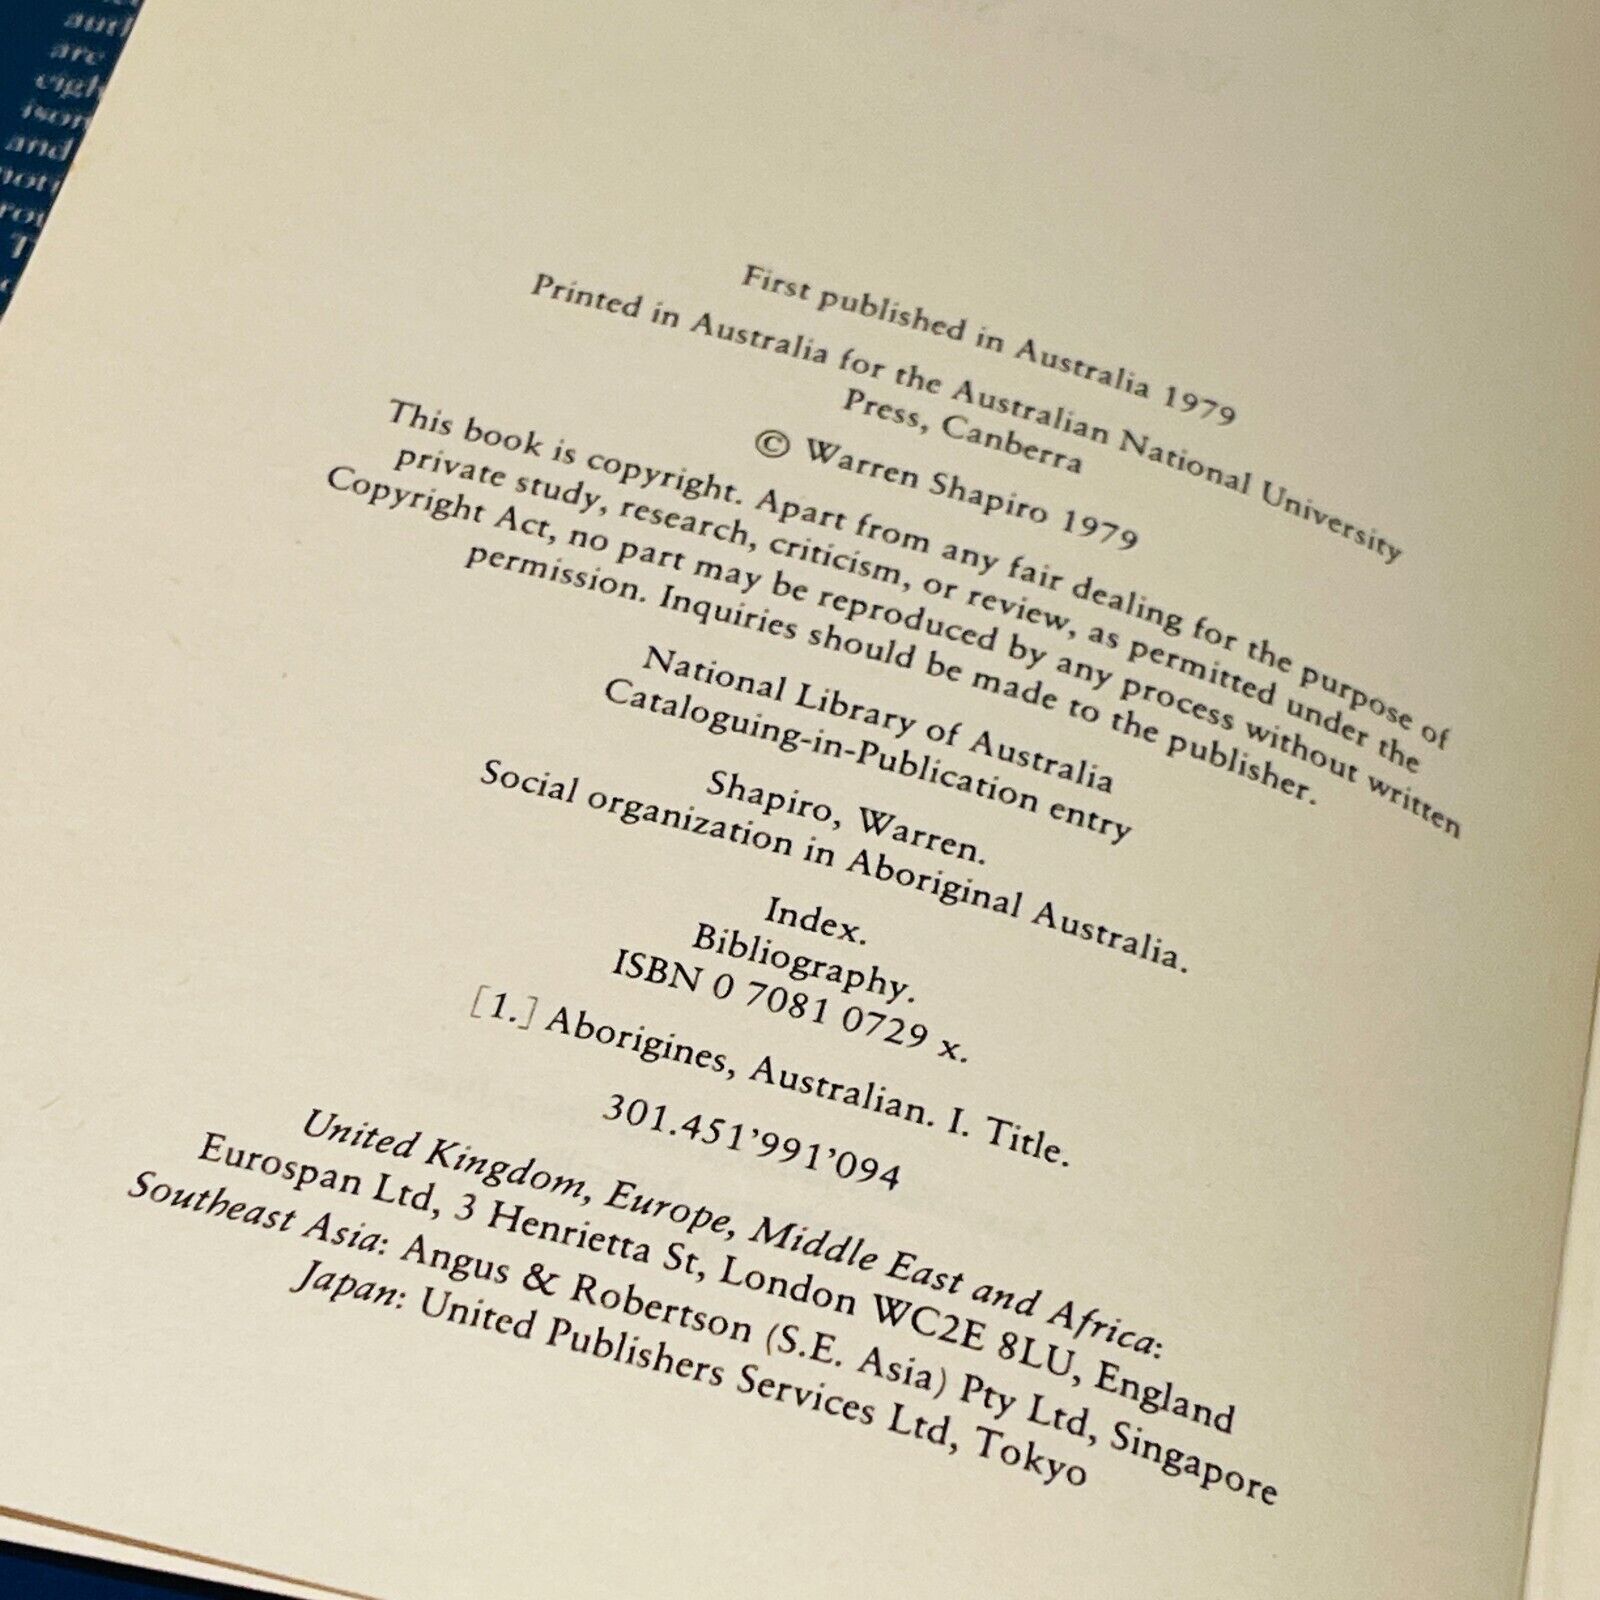 aut
are
eigh
ison
and
First published in Australia 1979
Printed in Australia for the Australian National University
Press, Canberra
© Warren Shapiro 1979
This book is copyright. Apart from any fair dealing for the purpose of
private study, research, criticism, or review, as permitted under the
Copyright Act, no part may be reproduced by any process without written
permission. Inquiries should be made to the publisher.
National Library of Australia
Cataloguing-in-Publication entry
Shapiro, Warren.
Social organization in Aboriginal Australia.
Index.
Bibliography.
ISBN 0 7081 0729 x.
[1.] Aborigines, Australian. I. Title.
301.451’991’094
United Kingdom, Europe, Middle East and Africa:
Eurospan Ltd, 3 Henrietta St, London WC2E 8LU, England
Southeast Asia: Angus & Robertson (S.E. Asia) Pty Ltd, Singapore
Japan: United Publishers Services Ltd, Tokyo